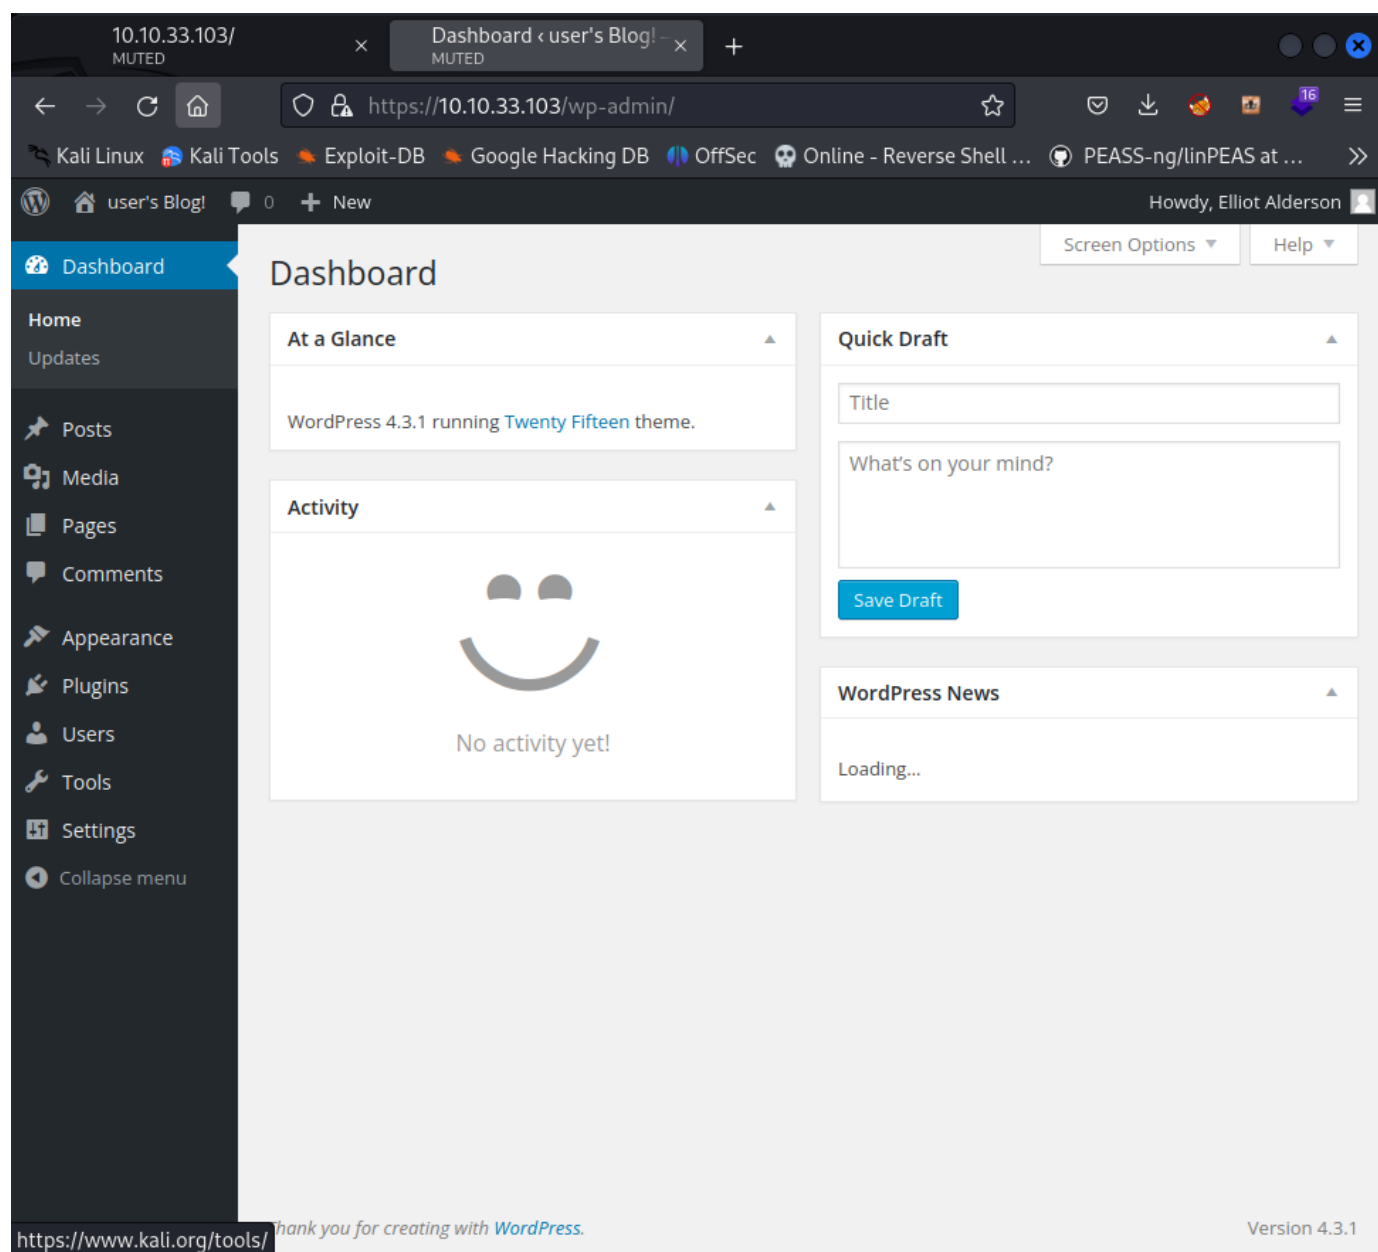 10.10.33.103/
MUTED
Dashboard ‹ user's Blog! –
MUTED
https://10.10.33.103/wp-admin/
16
Kali Linux Kali Tools Exploit-DB Google Hacking DB OffSec Online - Reverse Shell ... PEASS-ng/linPEAS at ...
user's Blog! 0 New Howdy, Elliot Alderson
Screen Options Help
Dashboard
Home
Updates
Posts
Media
Pages
Comments
Appearance
Plugins
Users
Tools
Settings
Collapse menu
Dashboard
At a Glance
WordPress 4.3.1 running Twenty Fifteen theme.
Activity
No activity yet!
Quick Draft
Title
What's on your mind?
Save Draft
WordPress News
Loading...
Thank you for creating with WordPress.
Version 4.3.1
https://www.kali.org/tools/